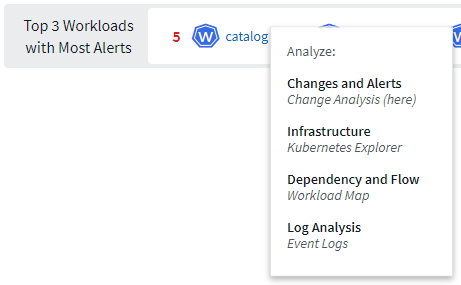 Top 3 Workloads
with Most Alerts
5 W catalog W
Analyze:
Changes and Alerts
Change Analysis (here)
Infrastructure
Kubernetes Explorer
Dependency and Flow
Workload Map
Log Analysis
Event Logs